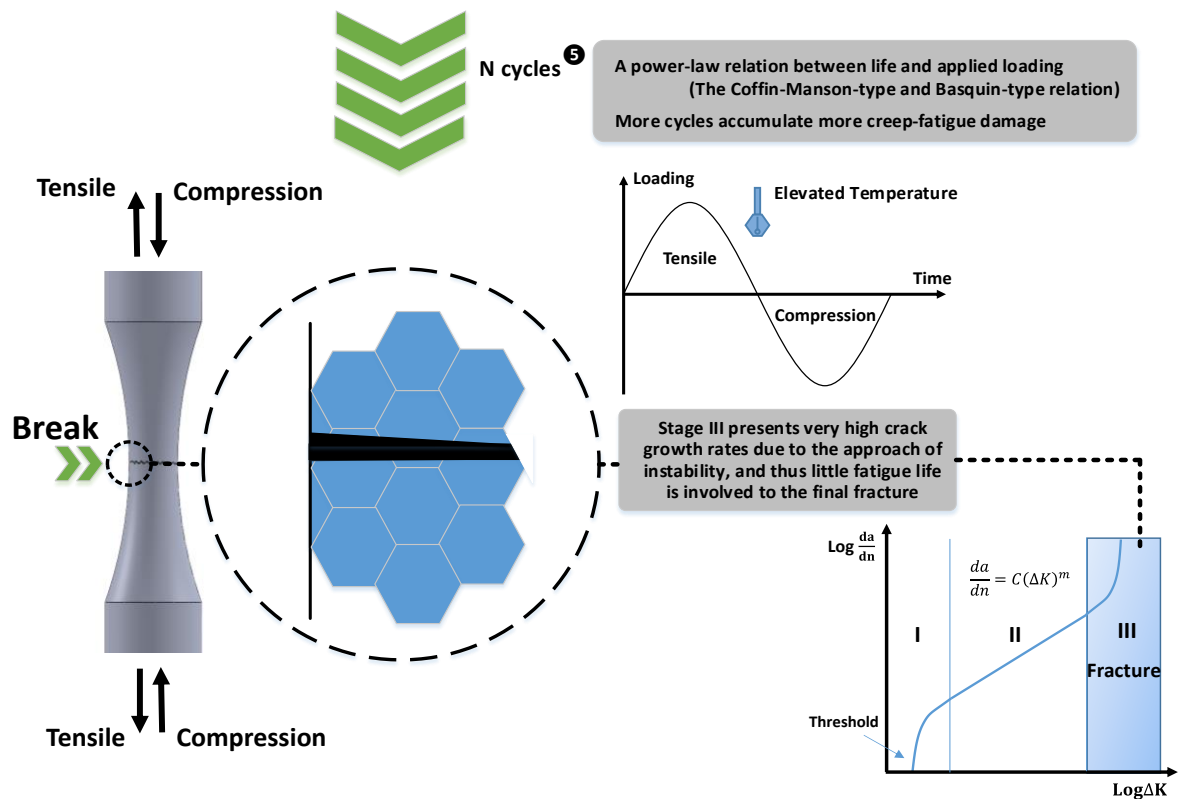 N cycles ❺
A power-law relation between life and applied loading
(The Coffin-Manson-type and Basquin-type relation)
More cycles accumulate more creep-fatigue damage
Tensile
Compression
Loading
Elevated Temperature
Tensile
Time
Compression
Break
Stage III presents very high crack
growth rates due to the approach of
instability, and thus little fatigue life
is involved to the final fracture
Log da/dn
da/dn = C(ΔK)^m
I
II
III
Fracture
Threshold
LogΔK
Tensile
Compression